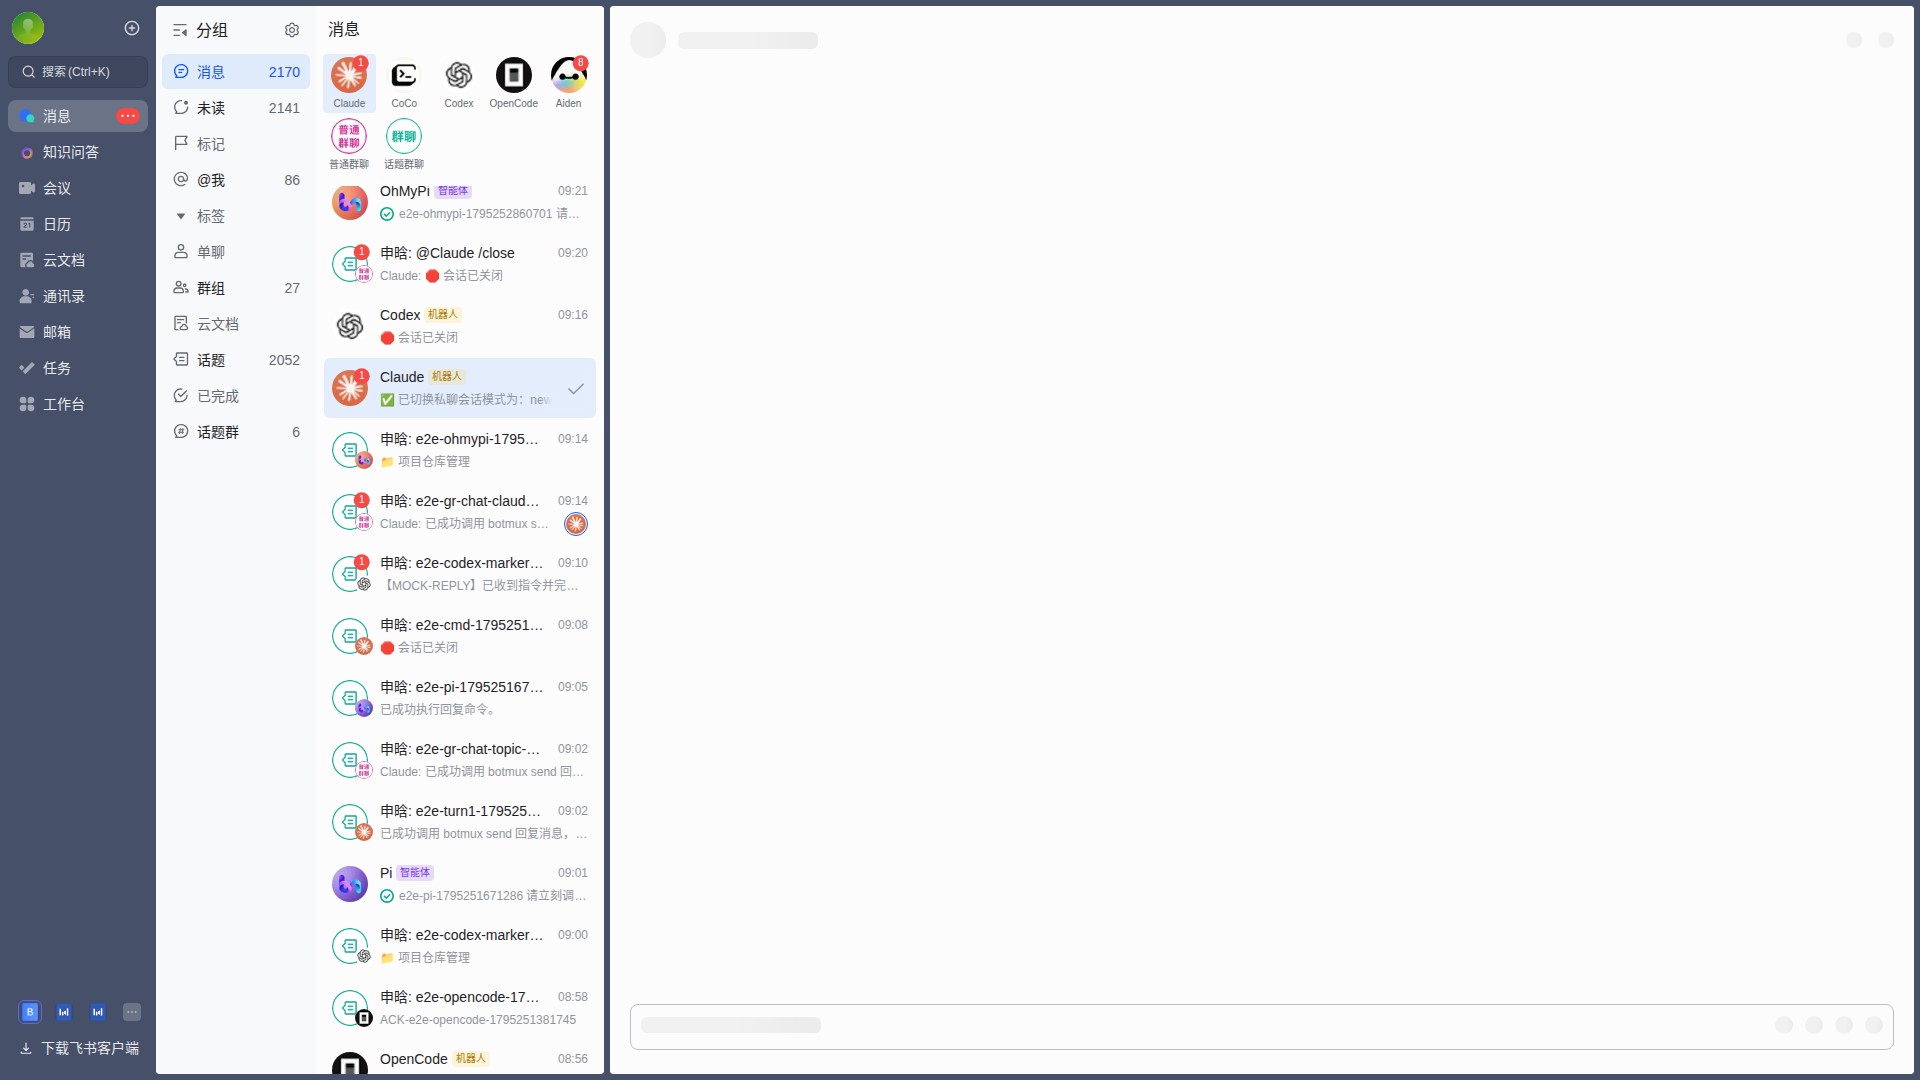 搜索 (Ctrl+K)
消息
知识问答
会议
日历
云文档
通讯录
邮箱
任务
工作台
B
下载飞书客户端
分组
消息 2170
未读 2141
标记
@我 86
标签
单聊
群组 27
云文档
话题 2052
已完成
话题群 6
消息
1
8
Claude CoCo Codex OpenCode Aiden
普通
群聊
群聊
普通群聊 话题群聊
OhMyPi 智能体 09:21
e2e-ohmypi-1795252860701 请…
1
申晗: @Claude /close 09:20
Claude: 会话已关闭
Codex 机器人 09:16
会话已关闭
1
Claude 机器人
已切换私聊会话模式为：new
申晗: e2e-ohmypi-1795… 09:14
项目仓库管理
1
申晗: e2e-gr-chat-claud… 09:14
Claude: 已成功调用 botmux s…
1
申晗: e2e-codex-marker… 09:10
【MOCK-REPLY】已收到指令并完…
申晗: e2e-cmd-1795251… 09:08
会话已关闭
申晗: e2e-pi-179525167… 09:05
已成功执行回复命令。
申晗: e2e-gr-chat-topic-… 09:02
Claude: 已成功调用 botmux send 回…
申晗: e2e-turn1-179525… 09:02
已成功调用 botmux send 回复消息，…
Pi 智能体 09:01
e2e-pi-1795251671286 请立刻调…
申晗: e2e-codex-marker… 09:00
项目仓库管理
申晗: e2e-opencode-17… 08:58
ACK-e2e-opencode-1795251381745
OpenCode 机器人 08:56